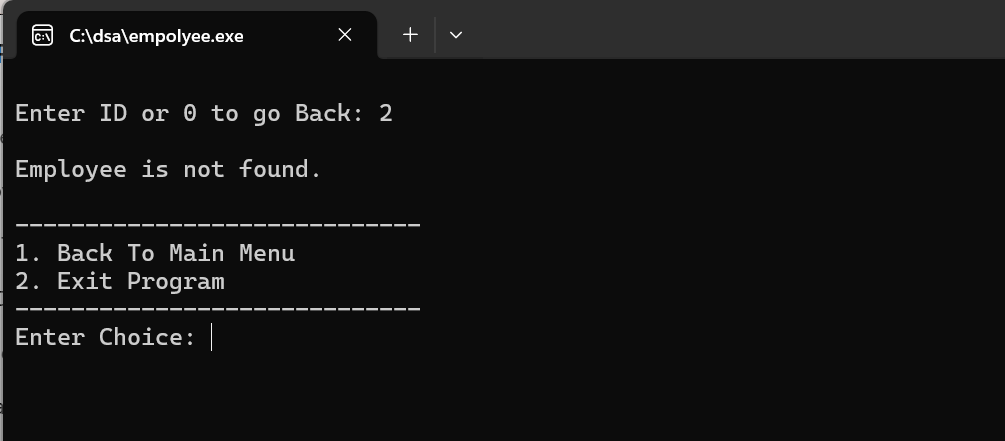 C:\dsa\empolyee.exe
Enter ID or 0 to go Back: 2
Employee is not found.
-----------------------------
1. Back To Main Menu
2. Exit Program
-----------------------------
Enter Choice: